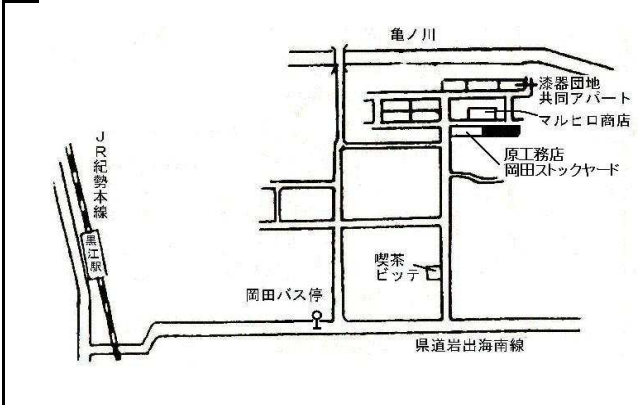 亀ノ川
漆器団地
共同アパート
マルヒロ商店
原工務店
岡田ストックヤード
JR紀勢本線
黒江駅
喫茶
ビッテ
岡田バス停
県道岩出海南線